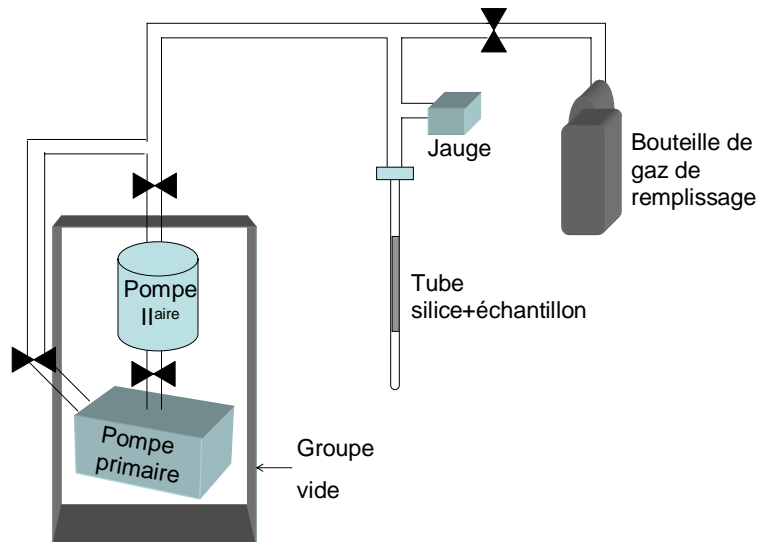 Jauge
Bouteille de
gaz de
remplissage
Pompe
IIaire
Tube
silice+échantillon
Pompe
primaire
Groupe
vide